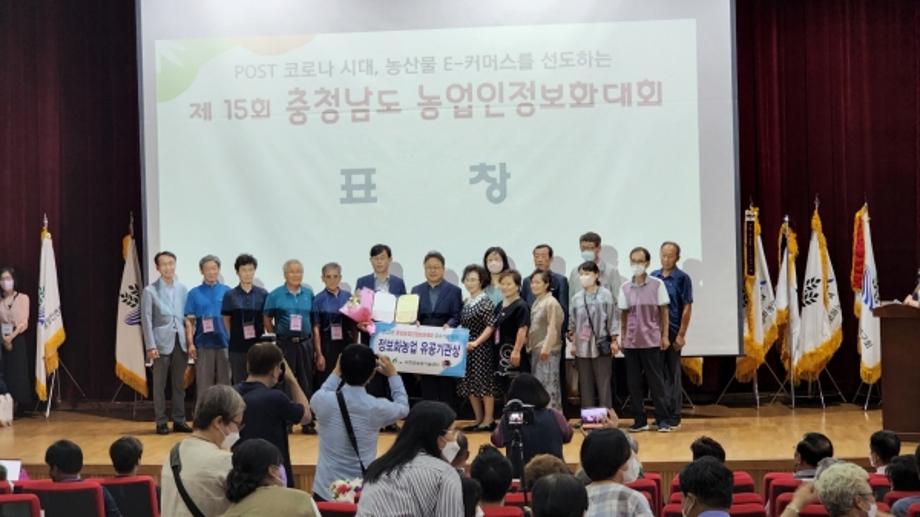 POST 코로나 시대, 농산물 E-커머스를 선도하는
제 15회 충청남도 농업인정보화대회
표 창
정보화농업 유공기관상